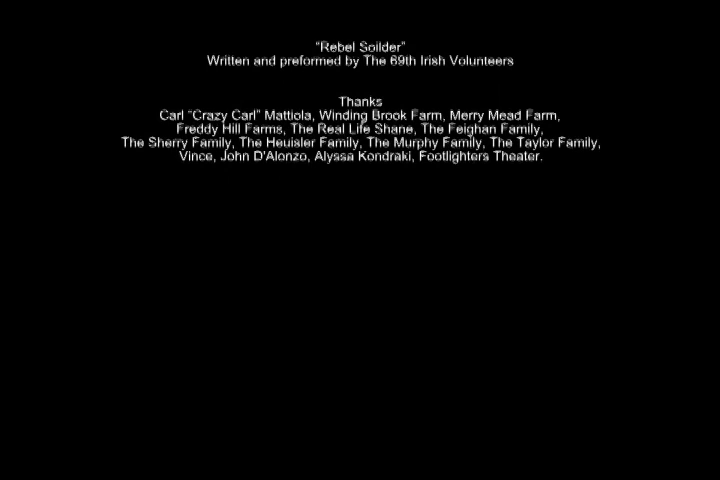 "Rebel Soilder"
Written and preformed by The 69th Irish Volunteers
Thanks
Carl "Crazy Carl" Mattiola, Winding Brook Farm, Merry Mead Farm,
Freddy Hill Farms, The Real Life Shane, The Feighan Family,
The Sherry Family, The Heuisler Family, The Murphy Family, The Taylor Family,
Vince, John D'Alonzo, Alyssa Kondraki, Footlighters Theater.